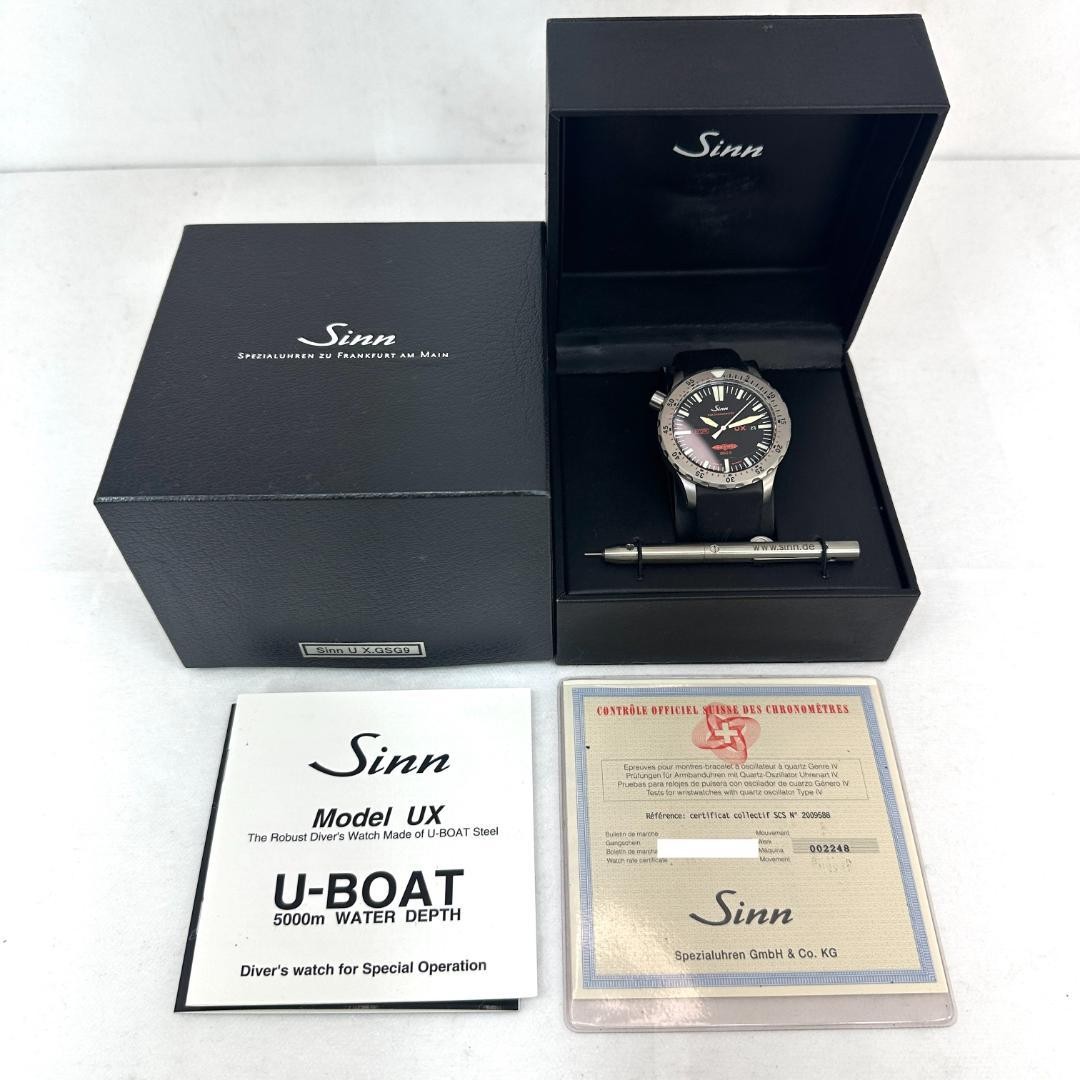 Sinn
Sinn
SPEZIALUHREN ZU FRANKFURT AM MAIN
Sinn
UX
www.sinn.de
Sinn U X.GSG9
Sinn
Model UX
The Robust Diver's Watch Made of U-BOAT Steel
U-BOAT
5000m WATER DEPTH
Diver's watch for Special Operation
CONTRÔLE OFFICIEL SUISSE DES CHRONOMÈTRES
Epreuves pour montres-bracelet à oscillateur à quartz Genre IV
Prüfungen für Armbanduhren mit Quartz-Oszillator Uhrenart IV
Pruebas para relojes de pulsera con oscilador de cuarzo Género IV
Tests for wristwatches with quartz oscillator Type IV
Référence: certificat collectif SCS N° 2009588
Bulletin de marche
Gangschein
Boletin de marcha
Watch rate certificate
Mouvement
Werk
Máquina
Movement
002248
Sinn
Spezialuhren GmbH & Co. KG